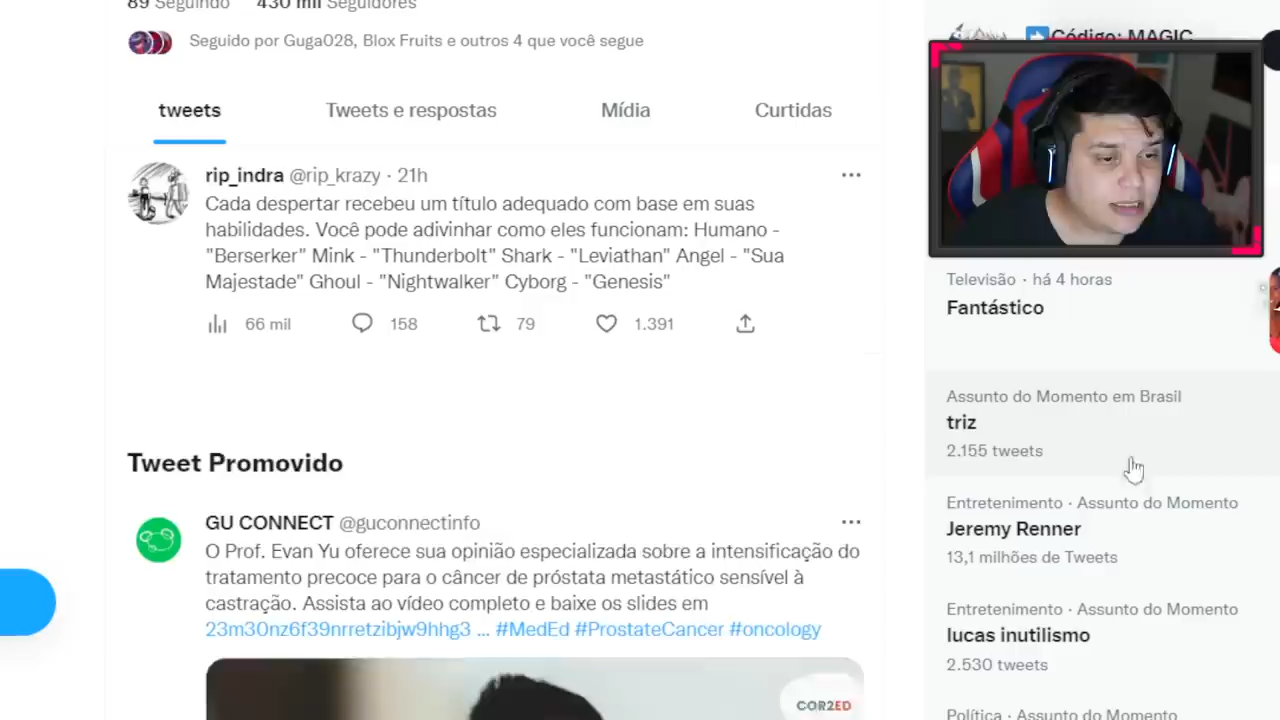 89 Seguindo 430 mil Seguidores
Seguido por Guga028, Blox Fruits e outros 4 que você segue
tweets Tweets e respostas Mídia Curtidas
rip_indra @rip_krazy · 21h
Cada despertar recebeu um título adequado com base em suas
habilidades. Você pode adivinhar como eles funcionam: Humano -
"Berserker" Mink - "Thunderbolt" Shark - "Leviathan" Angel - "Sua
Majestade" Ghoul - "Nightwalker" Cyborg - "Genesis"
66 mil 158 79 1.391
Tweet Promovido
GU CONNECT @guconnectinfo
O Prof. Evan Yu oferece sua opinião especializada sobre a intensificação do
tratamento precoce para o câncer de próstata metastático sensível à
castração. Assista ao vídeo completo e baixe os slides em
23m30nz6f39nrretzibjw9hhg3 ... #MedEd #ProstateCancer #oncology
COR2ED
Código: MAGIC
Televisão · há 4 horas
Fantástico
Assunto do Momento em Brasil
triz
2.155 tweets
Entretenimento · Assunto do Momento
Jeremy Renner
13,1 milhões de Tweets
Entretenimento · Assunto do Momento
lucas inutilismo
2.530 tweets
Política · Assunto do Momento